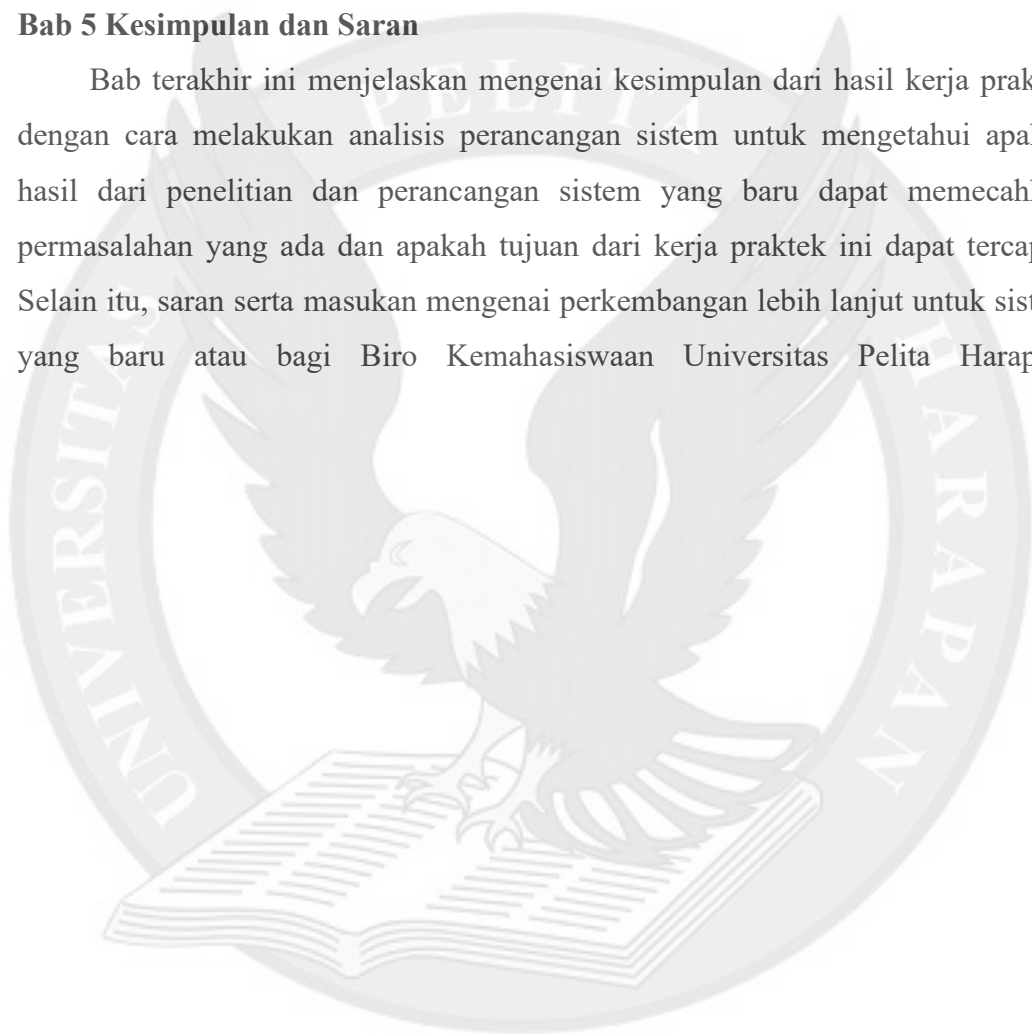 Bab 5 Kesimpulan dan Saran
Bab terakhir ini menjelaskan mengenai kesimpulan dari hasil kerja prak
dengan cara melakukan analisis perancangan sistem untuk mengetahui apal
hasil dari penelitian dan perancangan sistem yang baru dapat memecahl
permasalahan yang ada dan apakah tujuan dari kerja praktek ini dapat tercap
Selain itu, saran serta masukan mengenai perkembangan lebih lanjut untuk sist
yang baru atau bagi Biro Kemahasiswaan Universitas Pelita Harap
UNIVERSITAS PELITA HARAPAN